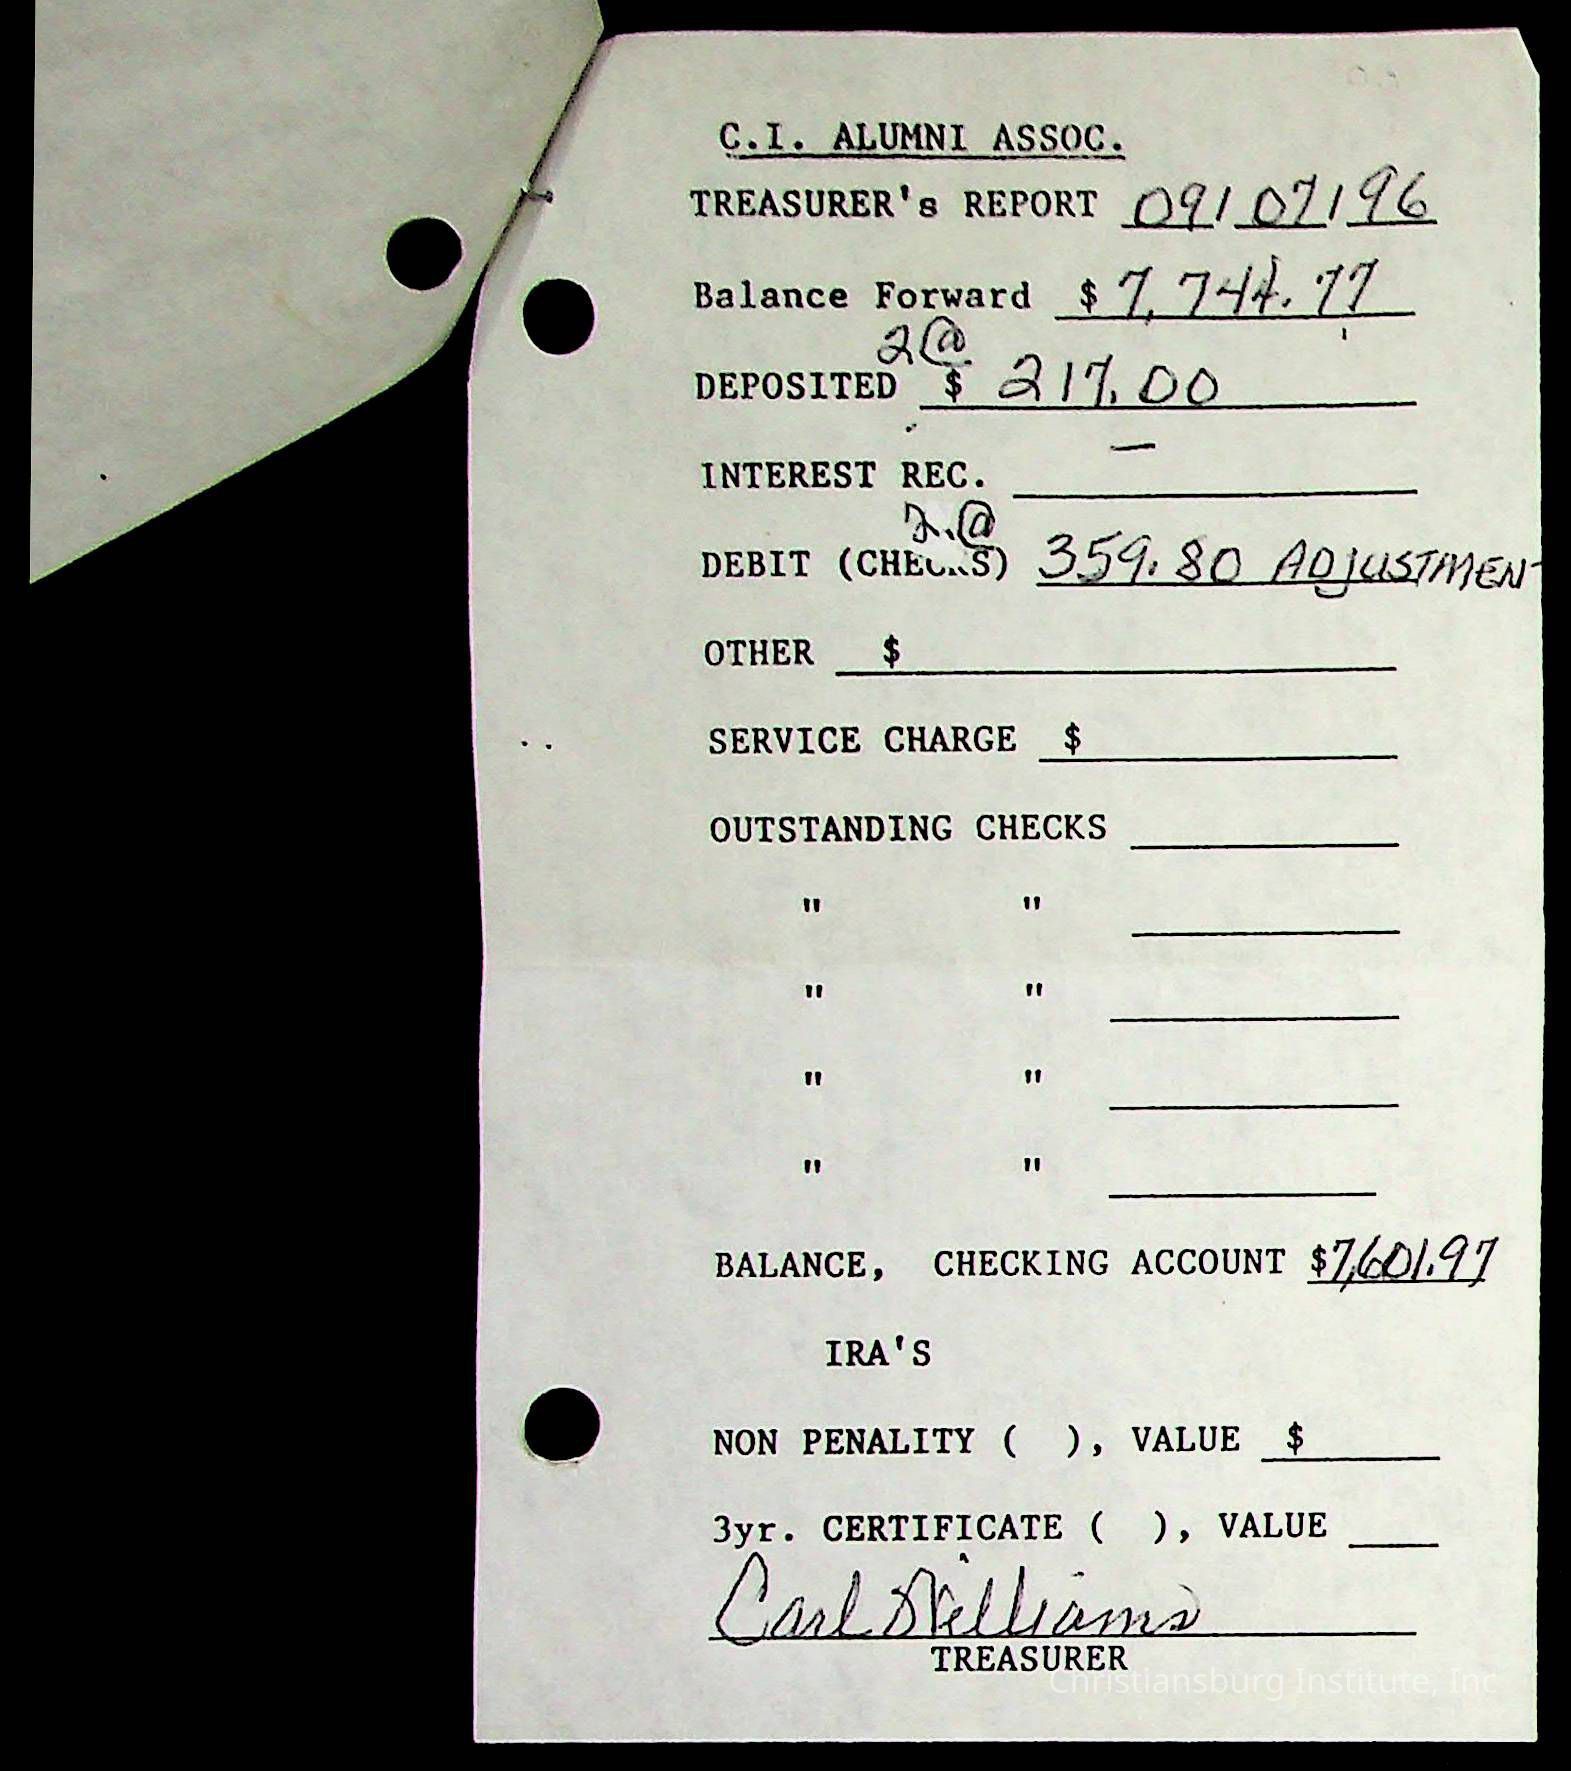 C.I. ALUMNI ASSOC.
TREASURER's REPORT 09/07/96
Balance Forward $7,744.77
2@
DEPOSITED $ 217.00
INTEREST REC. —
2.@
DEBIT (CHECKS) 359.80 ADJUSTMENT
OTHER $
SERVICE CHARGE $
OUTSTANDING CHECKS
" "
" "
" "
" "
BALANCE, CHECKING ACCOUNT $7,601.97
IRA'S
NON PENALITY ( ), VALUE $
3yr. CERTIFICATE ( ), VALUE
Carl Williams
TREASURER
Christiansburg Institute, Inc